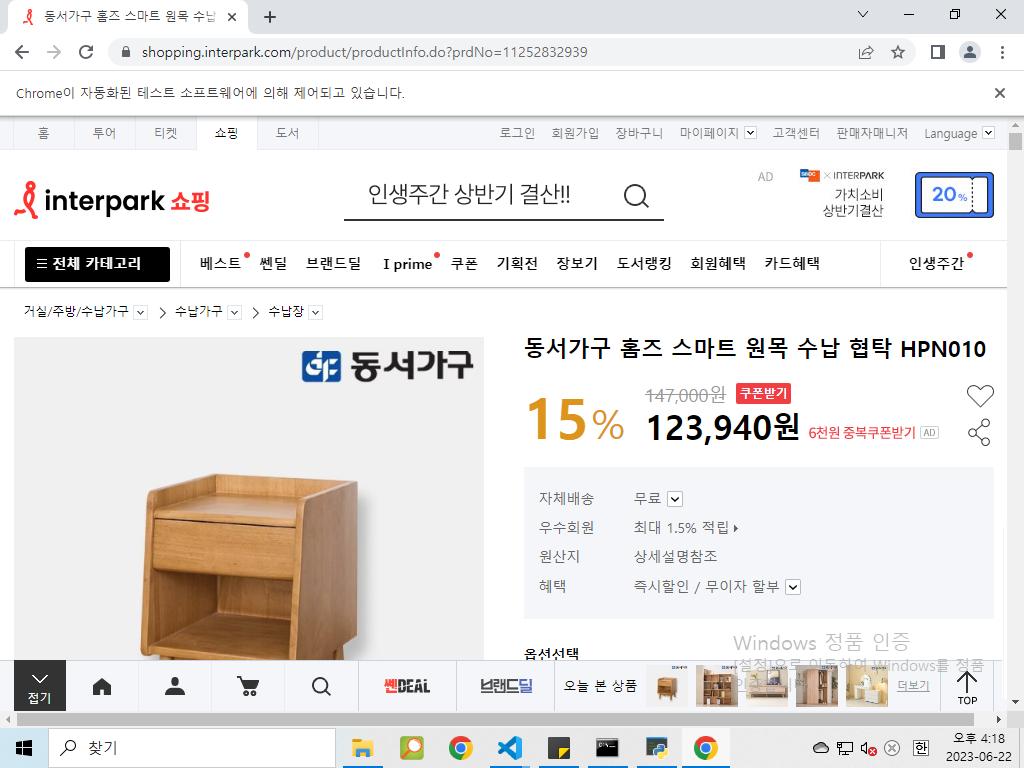 동서가구 홈즈 스마트 원목 수납
shopping.interpark.com/product/productInfo.do?prdNo=11252832939
Chrome이 자동화된 테스트 소프트웨어에 의해 제어되고 있습니다.
홈 투어 티켓 쇼핑 도서 로그인 회원가입 장바구니 마이페이지 고객센터 판매자매니저 Language
interpark 쇼핑 인생주간 상반기 결산!! AD × INTERPARK 20%
가치소비
상반기결산
전체 카테고리 베스트 쎈딜 브랜드딜 I prime 쿠폰 기획전 장보기 도서랭킹 회원혜택 카드혜택 인생주간
거실/주방/수납가구 > 수납가구 > 수납장
동서가구
동서가구 홈즈 스마트 원목 수납 협탁 HPN010
147,000원 쿠폰받기
15% 123,940원 6천원 중복쿠폰받기 AD
자체배송 무료
우수회원 최대 1.5% 적립
원산지 상세설명참조
혜택 즉시할인 / 무이자 할부
옵션선택
Windows 정품 인증
[설정]으로 이동하여 Windows를 정품
접기 쎈DEAL 브랜드딜 오늘 본 상품 더보기 TOP
찾기 한 오후 4:18
2023-06-22